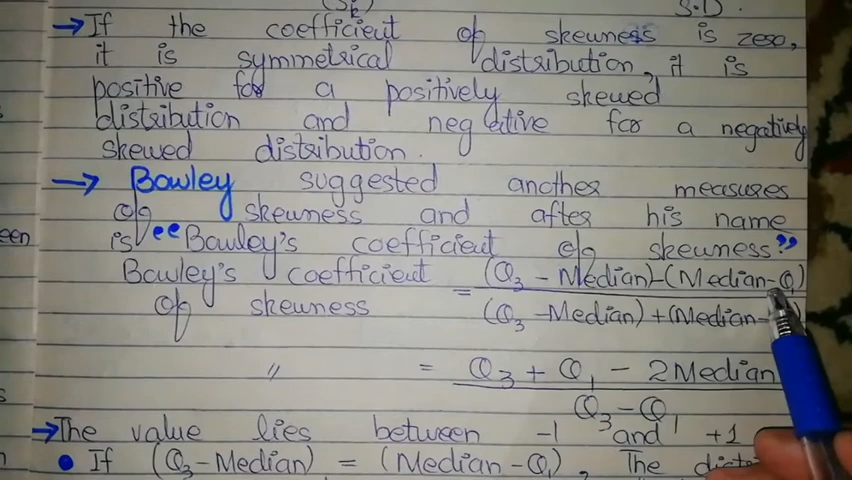 (Sk) S.D.
→ If the coefficient of skewness is zero,
it is symmetrical distribution, it is
positive for a positively skewed
distribution and negative for a negatively
skewed distribution.
→ Bowley suggested another measures
of skewness and after his name
is "Bowley's coefficient of skewness"
Bowley's coefficient of skewness = (Q3 - Median) - (Median - Q)
(Q3 - Median) + (Median -
" = Q3 + Q1 - 2Median
Q3 - Q1
→ The value lies between -1 and +1
• If (Q3 - Median) = (Median - Q1), The
een